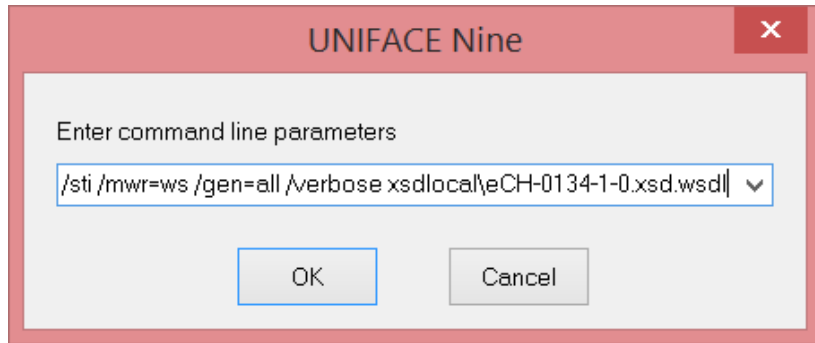 UNIFACE Nine
x
Enter command line parameters
/sti /mwr=ws /gen=all /verbose xsdlocal\eCH-0134-1-0.xsd.wsdl
OK
Cancel